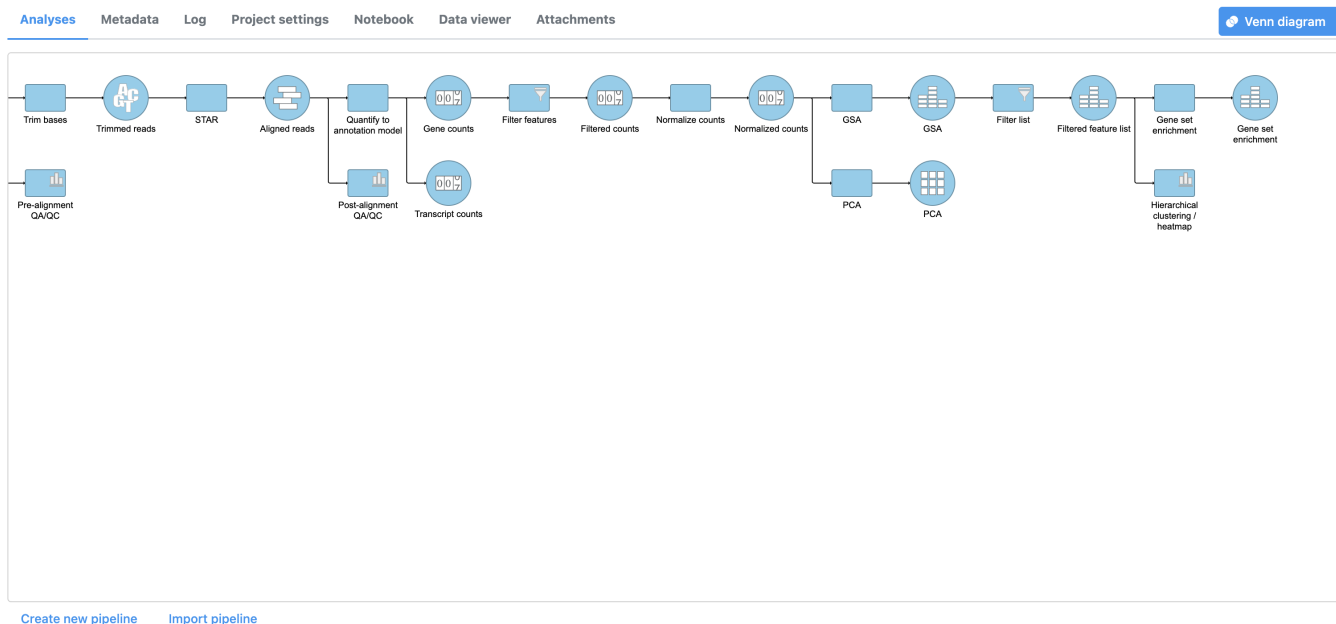 Analyses
Metadata
Log
Project settings
Notebook
Data viewer
Attachments
Venn diagram
Trim bases
Trimmed reads
STAR
Aligned reads
Quantify to
annotation model
Gene counts
Filter features
Filtered counts
Normalize counts
Normalized counts
GSA
GSA
Filter list
Filtered feature list
Gene set
enrichment
Gene set
enrichment
Pre-alignment
QA/QC
Post-alignment
QA/QC
Transcript counts
PCA
PCA
Hierarchical
clustering /
heatmap
Create new pipeline
Import pipeline